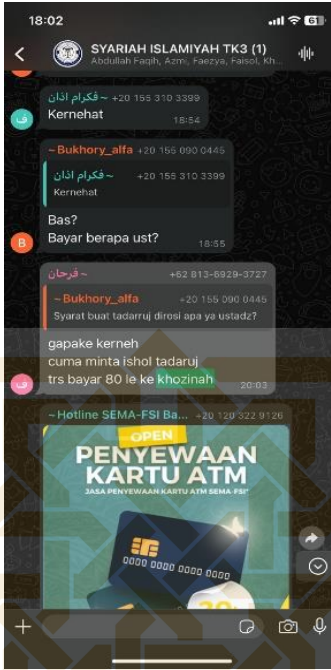 18:02
SYARIAH ISLAMIYAH TK3 (1)
Abdullah Faqih, Azmi, Faezya, Faisol, Kh...
~ فكرام اذان +20 155 310 3399
Kernehat
18:54
~Bukhory_alfa +20 155 090 0445
~ فكرام اذان +20 155 310 3399
Kernehat
Bas?
Bayar berapa ust?
18:55
~ فرحان +62 813-6929-3727
~Bukhory_alfa +20 155 090 0445
Syarat buat tadarruj dirosi apa ya ustadz?
gapake kerneh
cuma minta ishol tadaruj
trs bayar 80 le ke khozinah
20:03
~Hotline SEMA-FSI Ba... +20 120 322 9126
OPEN
PENYEWAAN
KARTU ATM
JASA PENYEWAAN KARTU ATM SEMA-FSI"
0000 0000 0000 0000